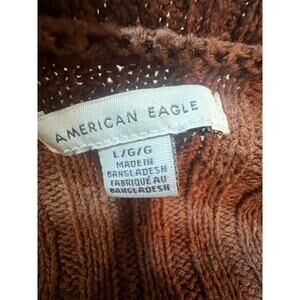 AMERICAN EAGLE
L/G/G
MADE IN
BANGLADESH
FABRIQUÉ AU
BANGLADESH